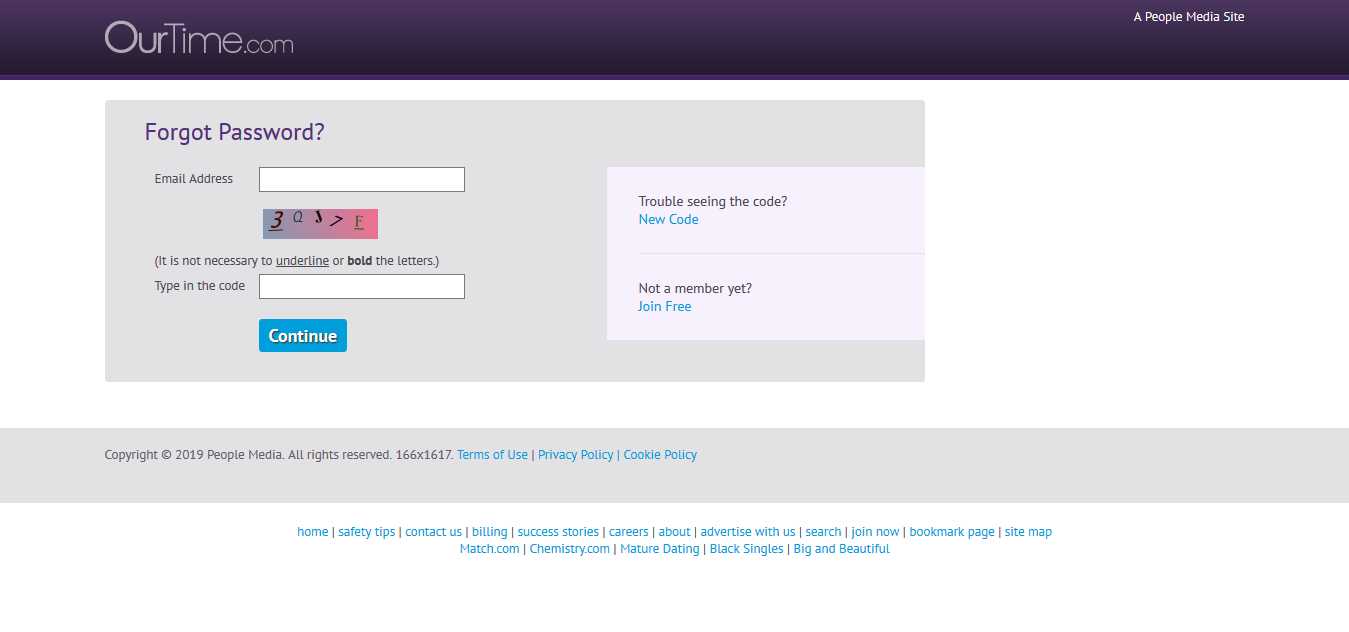 OurTime.com
A People Media Site
Forgot Password?
Email Address
(It is not necessary to underline or bold the letters.)
Type in the code
Continue
Trouble seeing the code?
New Code
Not a member yet?
Join Free
Copyright © 2019 People Media. All rights reserved. 166x1617. Terms of Use | Privacy Policy | Cookie Policy
home | safety tips | contact us | billing | success stories | careers | about | advertise with us | search | join now | bookmark page | site map
Match.com | Chemistry.com | Mature Dating | Black Singles | Big and Beautiful